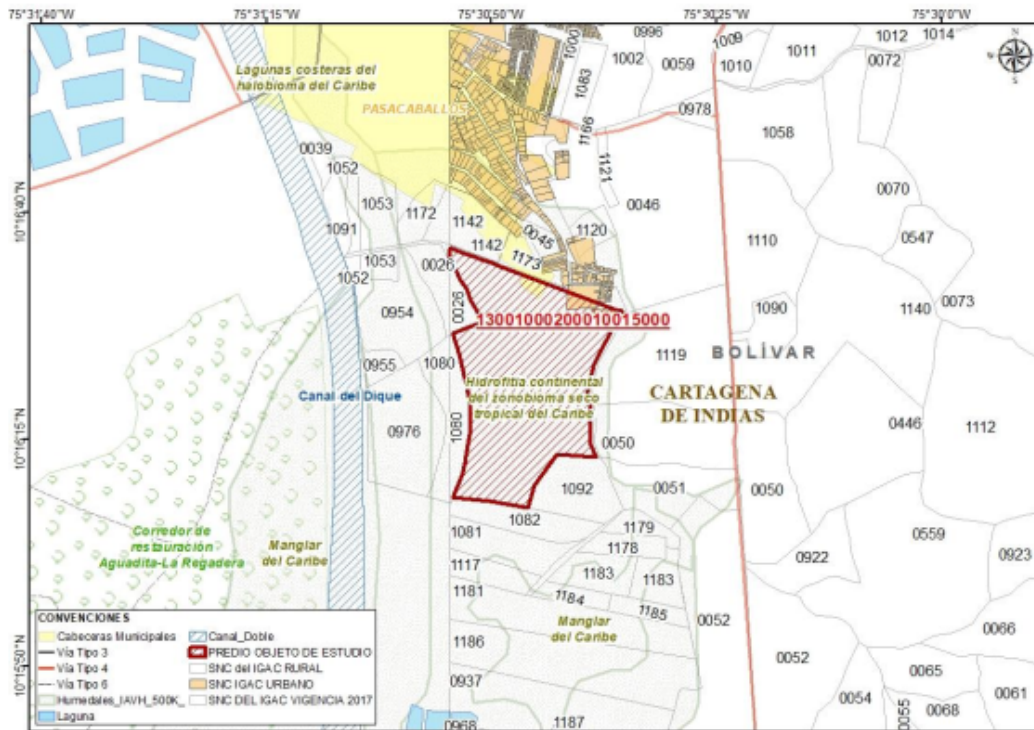 75°31'40"W
75°31'15"W
75°30'50"W
75°30'25"W
75°30'0"W
10°16'40"N
10°16'15"N
10°15'50"N
Lagunas costeras del
halobioma del Caribe
PASACABALLOS
1000
0996
1002
0059
1083
1166
1121
0978
1009
1010
1011
1012
1014
0072
1058
0070
0046
0547
1110
1090
1140
0073
0039
1052
1053
1172
1142
1091
1142
0045
1120
1173
1053
1052
0026
0026
0954
13001000200010015000
0955
1080
1119
BOLÍVAR
Canal del Dique
Hidrofitia continental
del zonobioma seco
tropical del Caribe
CARTAGENA
DE INDIAS
0976
1080
0050
0446
1112
1092
0051
0050
1082
1081
1179
1178
0559
0922
0923
Corredor de
restauración
Aguadita-La Regadera
Manglar
del Caribe
1117
1181
1183
1183
1184
1185
Manglar
del Caribe
0052
0066
1186
0052
0065
0937
0054
0055
0068
0061
0968
1187
CONVENCIONES
Cabeceras Municipales
Vía Tipo 3
Vía Tipo 4
Vía Tipo 6
Humedales_IAVH_500K_
Laguna
Canal_Doble
PREDIO OBJETO DE ESTUDIO
SNC del IGAC RURAL
SNC IGAC URBANO
SNC DEL IGAC VIGENCIA 2017